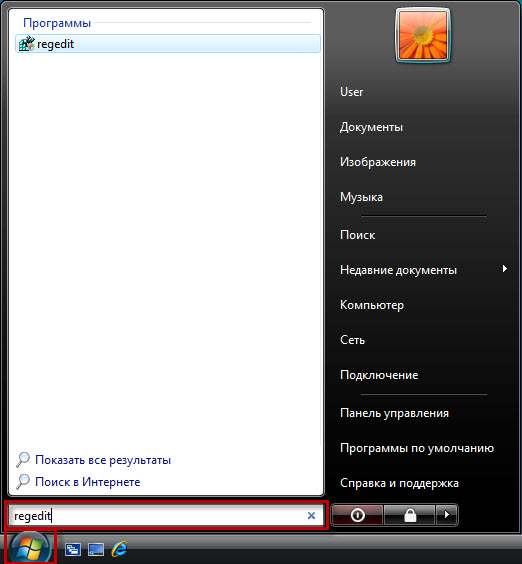 Программы
regedit
User
Документы
Изображения
Музыка
Поиск
Недавние документы
Компьютер
Сеть
Подключение
Панель управления
Программы по умолчанию
Справка и поддержка
Показать все результаты
Поиск в Интернете
regedit